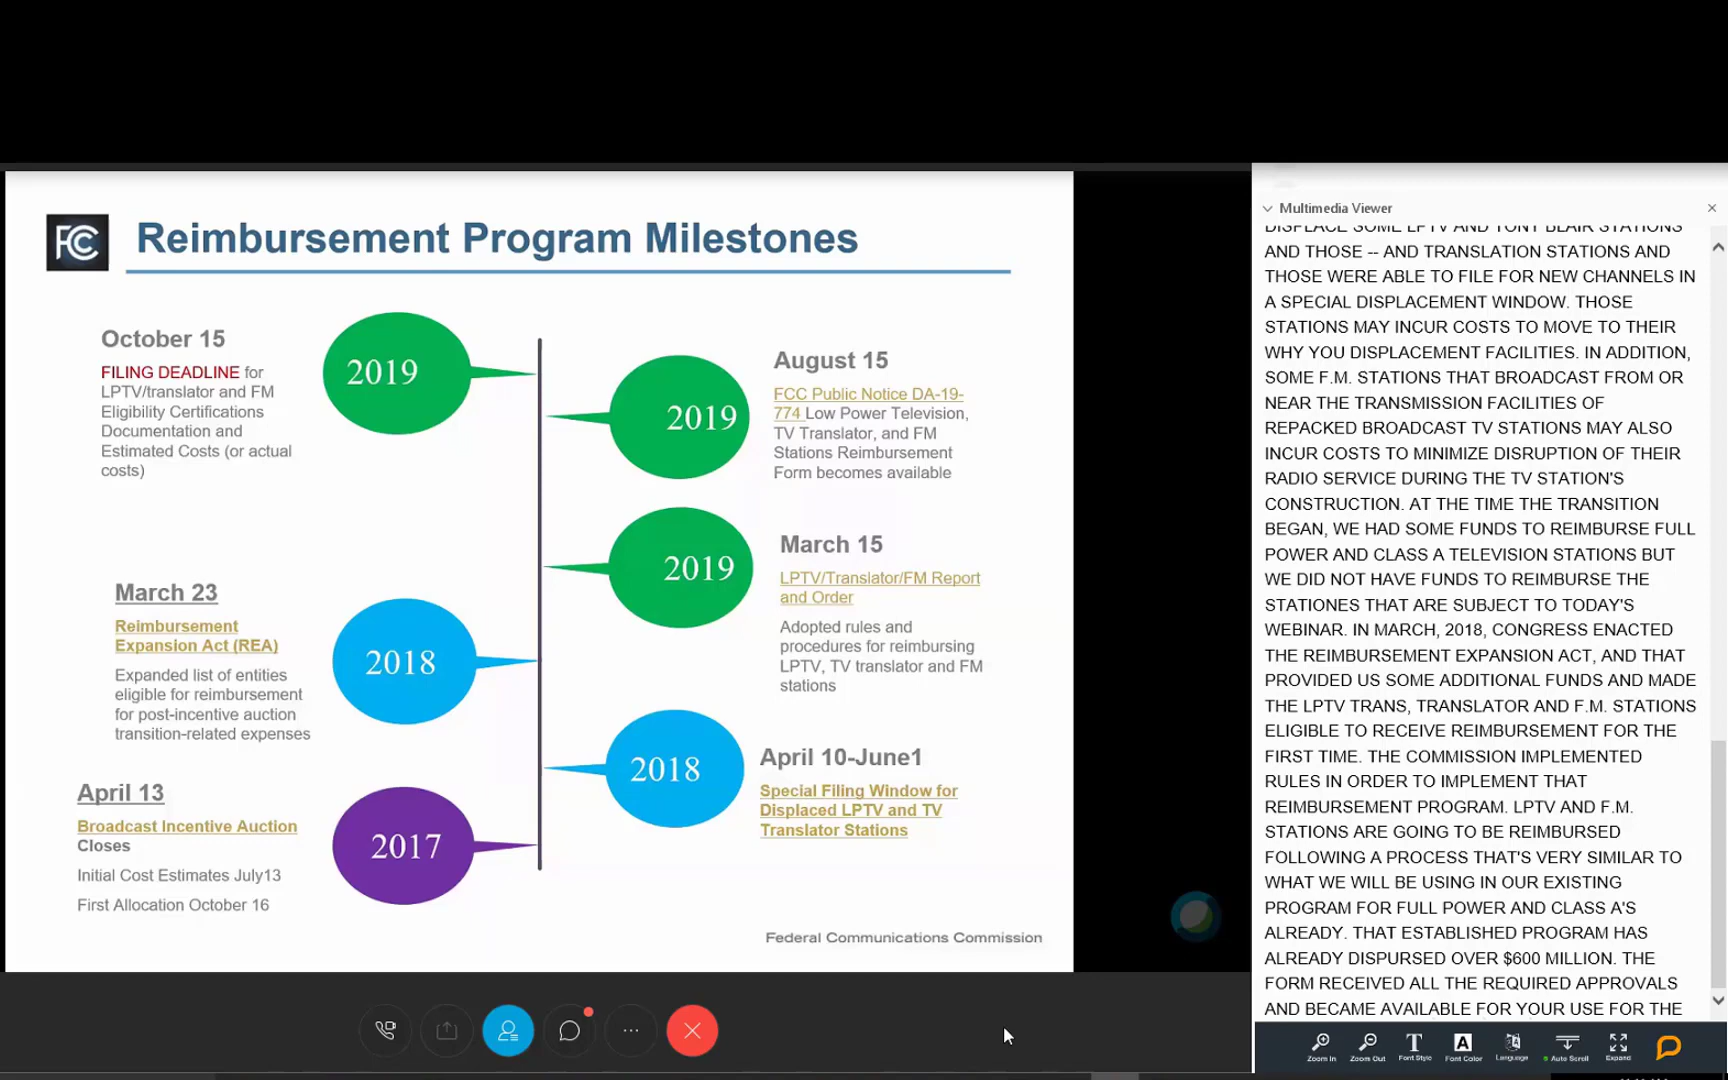 FCC
Reimbursement Program Milestones
October 15
FILING DEADLINE for
LPTV/translator and FM
Eligibility Certifications
Documentation and
Estimated Costs (or actual
costs)
2019
2019
August 15
FCC Public Notice DA-19-
774 Low Power Television,
TV Translator, and FM
Stations Reimbursement
Form becomes available
2019
March 15
LPTV/Translator/FM Report
and Order
Adopted rules and
procedures for reimbursing
LPTV, TV translator and FM
stations
March 23
Reimbursement
Expansion Act (REA)
Expanded list of entities
eligible for reimbursement
for post-incentive auction
transition-related expenses
2018
2018
April 10-June1
Special Filing Window for
Displaced LPTV and TV
Translator Stations
April 13
Broadcast Incentive Auction
Closes
Initial Cost Estimates July13
First Allocation October 16
2017
Federal Communications Commission
Multimedia Viewer
DISPLACE SOME LPTV AND TONY BLAIR STATIONS
AND THOSE -- AND TRANSLATION STATIONS AND
THOSE WERE ABLE TO FILE FOR NEW CHANNELS IN
A SPECIAL DISPLACEMENT WINDOW. THOSE
STATIONS MAY INCUR COSTS TO MOVE TO THEIR
WHY YOU DISPLACEMENT FACILITIES. IN ADDITION,
SOME F.M. STATIONS THAT BROADCAST FROM OR
NEAR THE TRANSMISSION FACILITIES OF
REPACKED BROADCAST TV STATIONS MAY ALSO
INCUR COSTS TO MINIMIZE DISRUPTION OF THEIR
RADIO SERVICE DURING THE TV STATION'S
CONSTRUCTION. AT THE TIME THE TRANSITION
BEGAN, WE HAD SOME FUNDS TO REIMBURSE FULL
POWER AND CLASS A TELEVISION STATIONS BUT
WE DID NOT HAVE FUNDS TO REIMBURSE THE
STATIONES THAT ARE SUBJECT TO TODAY'S
WEBINAR. IN MARCH, 2018, CONGRESS ENACTED
THE REIMBURSEMENT EXPANSION ACT, AND THAT
PROVIDED US SOME ADDITIONAL FUNDS AND MADE
THE LPTV TRANS, TRANSLATOR AND F.M. STATIONS
ELIGIBLE TO RECEIVE REIMBURSEMENT FOR THE
FIRST TIME. THE COMMISSION IMPLEMENTED
RULES IN ORDER TO IMPLEMENT THAT
REIMBURSEMENT PROGRAM. LPTV AND F.M.
STATIONS ARE GOING TO BE REIMBURSED
FOLLOWING A PROCESS THAT'S VERY SIMILAR TO
WHAT WE WILL BE USING IN OUR EXISTING
PROGRAM FOR FULL POWER AND CLASS A'S
ALREADY. THAT ESTABLISHED PROGRAM HAS
ALREADY DISPURSED OVER $600 MILLION. THE
FORM RECEIVED ALL THE REQUIRED APPROVALS
AND BECAME AVAILABLE FOR YOUR USE FOR THE
Zoom In Zoom Out Font Style Font Color Language Auto Scroll Expand